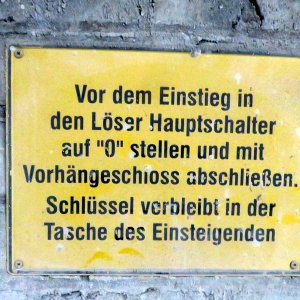 Vor dem Einstieg in
den Löser Hauptschalter
auf "0" stellen und mit
Vorhängeschoss abschließen.
Schlüssel verbleibt in der
Tasche des Einsteigenden